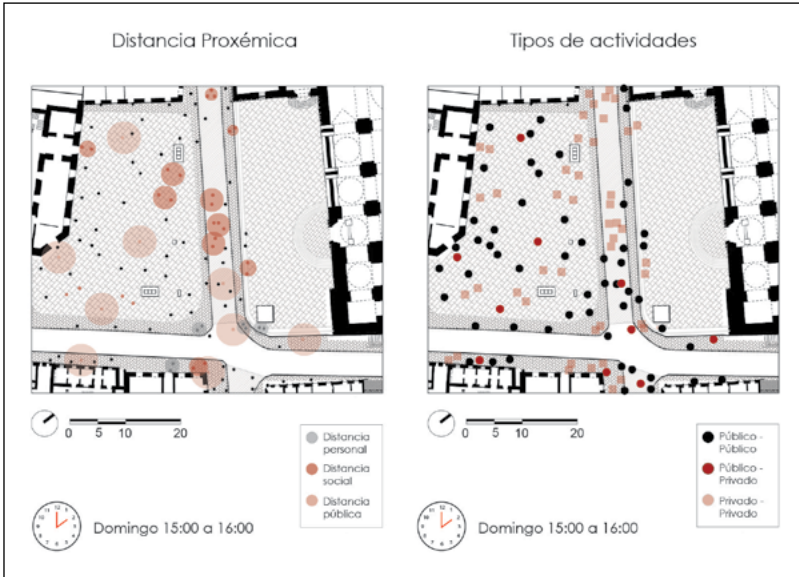 Distancia Proxémica
Tipos de actividades
0 5 10 20
0 5 10 20
Distancia
personal
Distancia
social
Distancia
pública
Público -
Público
Público -
Privado
Privado -
Privado
Domingo 15:00 a 16:00
Domingo 15:00 a 16:00